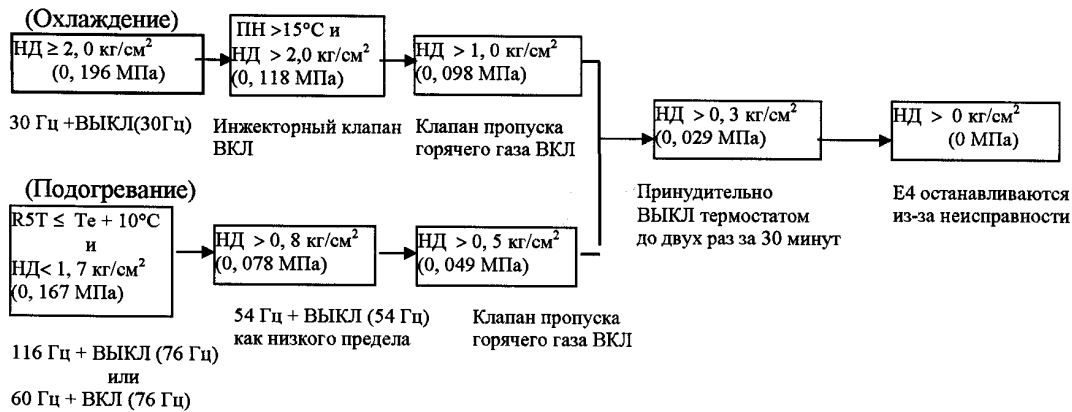 (Охлаждение)
НД ≥ 2, 0 кг/см²
(0, 196 МПа)
30 Гц +ВЫКЛ(30Гц)
ПН >15°С и
НД > 2,0 кг/см²
(0, 118 МПа)
Инжекторный клапан
ВКЛ
НД > 1, 0 кг/см²
(0, 098 МПа)
Клапан пропуска
горячего газа ВКЛ
(Подогревание)
R5T ≤ Te + 10°С
и
НД< 1, 7 кг/см²
(0, 167 МПа)
116 Гц + ВЫКЛ (76 Гц)
или
60 Гц + ВКЛ (76 Гц)
НД > 0, 8 кг/см²
(0, 078 МПа)
54 Гц + ВЫКЛ (54 Гц)
как низкого предела
НД > 0, 5 кг/см²
(0, 049 МПа)
Клапан пропуска
горячего газа ВКЛ
НД > 0, 3 кг/см²
(0, 029 МПа)
Принудительно
ВЫКЛ термостатом
до двух раз за 30 минут
НД > 0 кг/см²
(0 МПа)
Е4 останавливаются
из-за неисправности